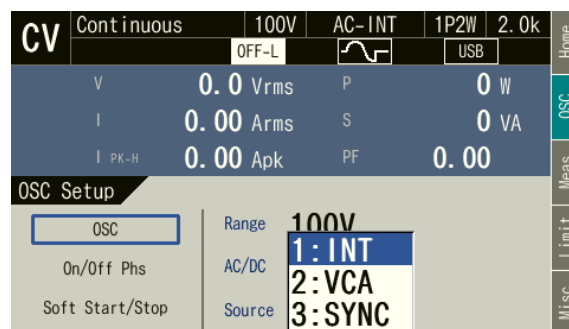 CV Continuous 100V AC-INT 1P2W 2.0k
OFF-L USB
V 0.0 Vrms P 0 W
I 0.00 Arms S 0 VA
I PK-H 0.00 Apk PF 0.00
OSC Setup
OSC
On/Off Phs
Soft Start/Stop
Range 100V
AC/DC
Source
1:INT
2:VCA
3:SYNC
Home
OSC
Meas
Limit
Misc